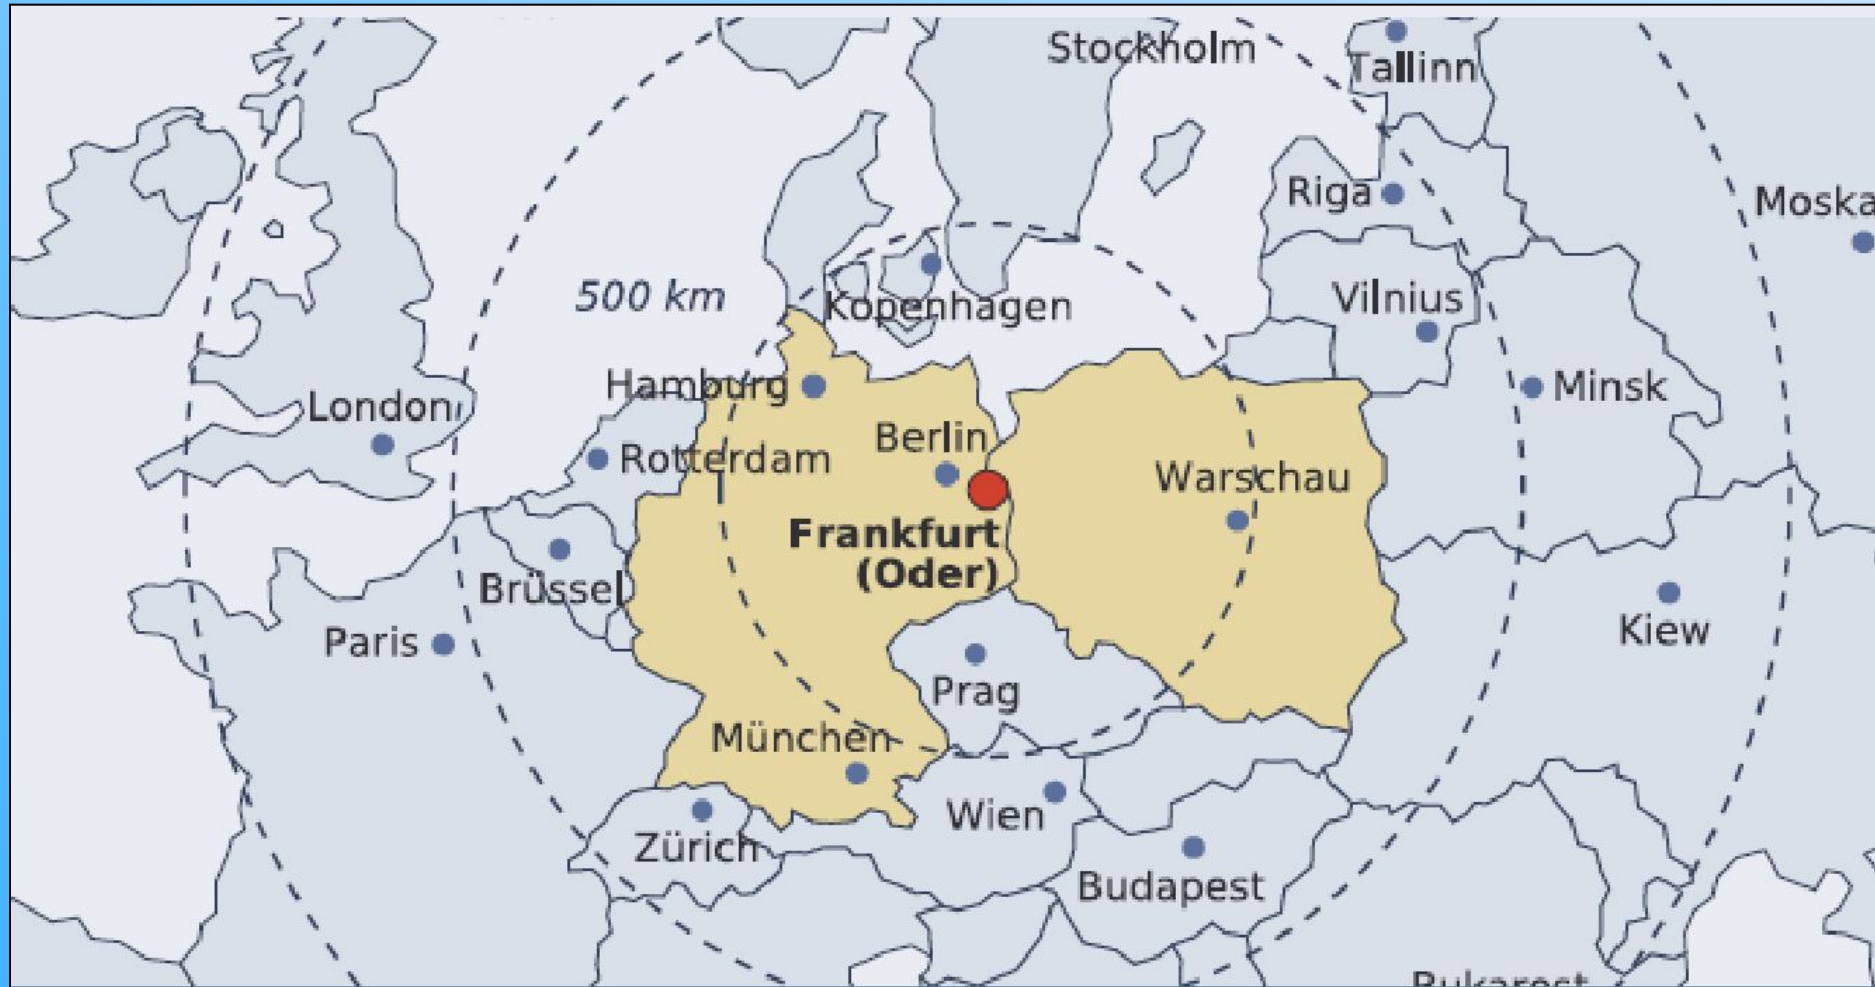 Stockholm
Tallinn
Riga
Moska
500 km
Kopenhagen
Vilnius
Hamburg
London
Minsk
Berlin
Rotterdam
Warschau
Frankfurt
(Oder)
Brüssel
Paris
Kiew
Prag
München
Wien
Zürich
Budapest
Bukarest